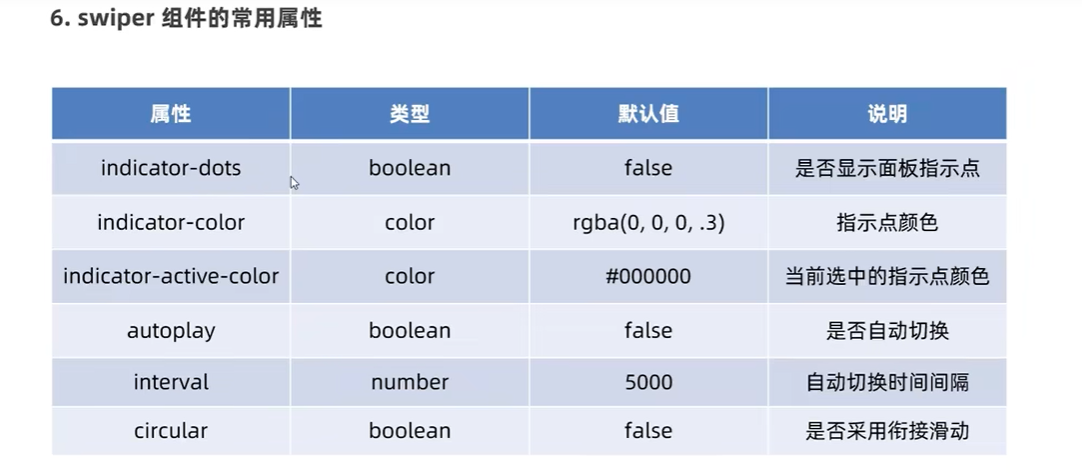 6. swiper 组件的常用属性
属性 类型 默认值 说明
indicator-dots boolean false 是否显示面板指示点
indicator-color color rgba(0, 0, 0, .3) 指示点颜色
indicator-active-color color #000000 当前选中的指示点颜色
autoplay boolean false 是否自动切换
interval number 5000 自动切换时间间隔
circular boolean false 是否采用衔接滑动